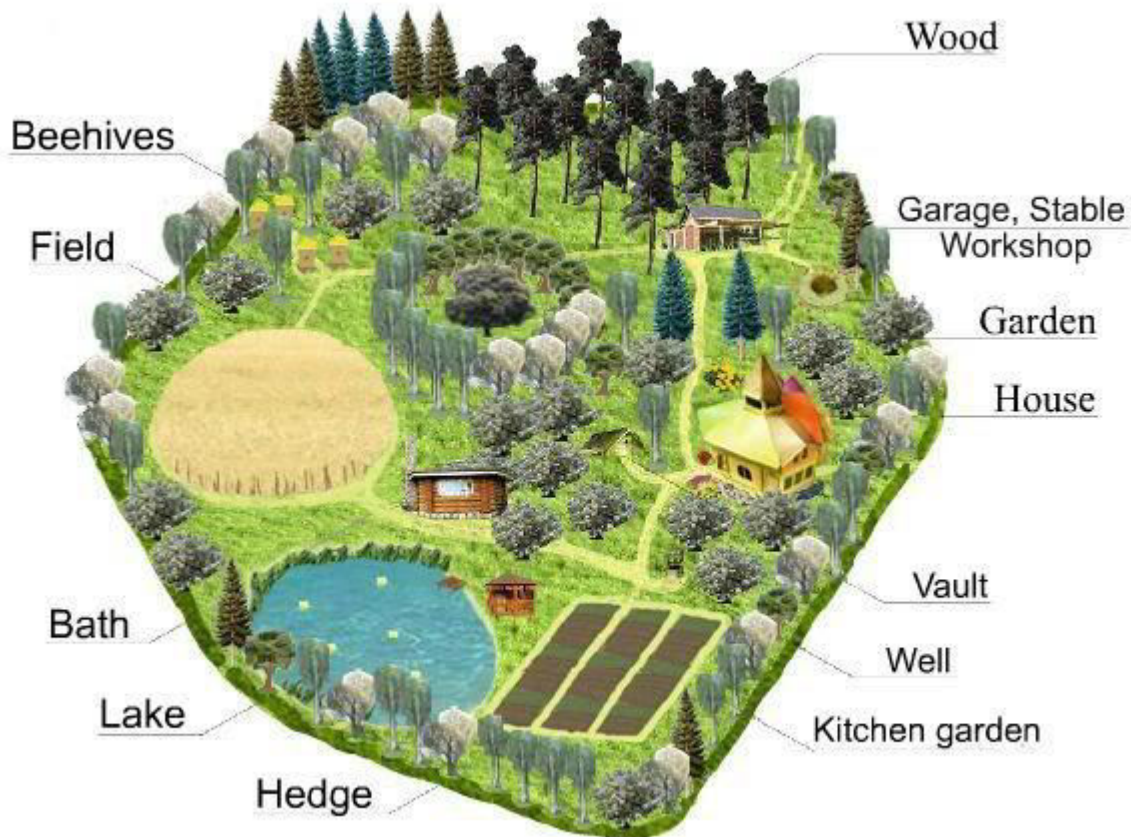 Wood
Beehives
Garage, Stable
Workshop
Field
Garden
House
Vault
Bath
Well
Lake
Kitchen garden
Hedge